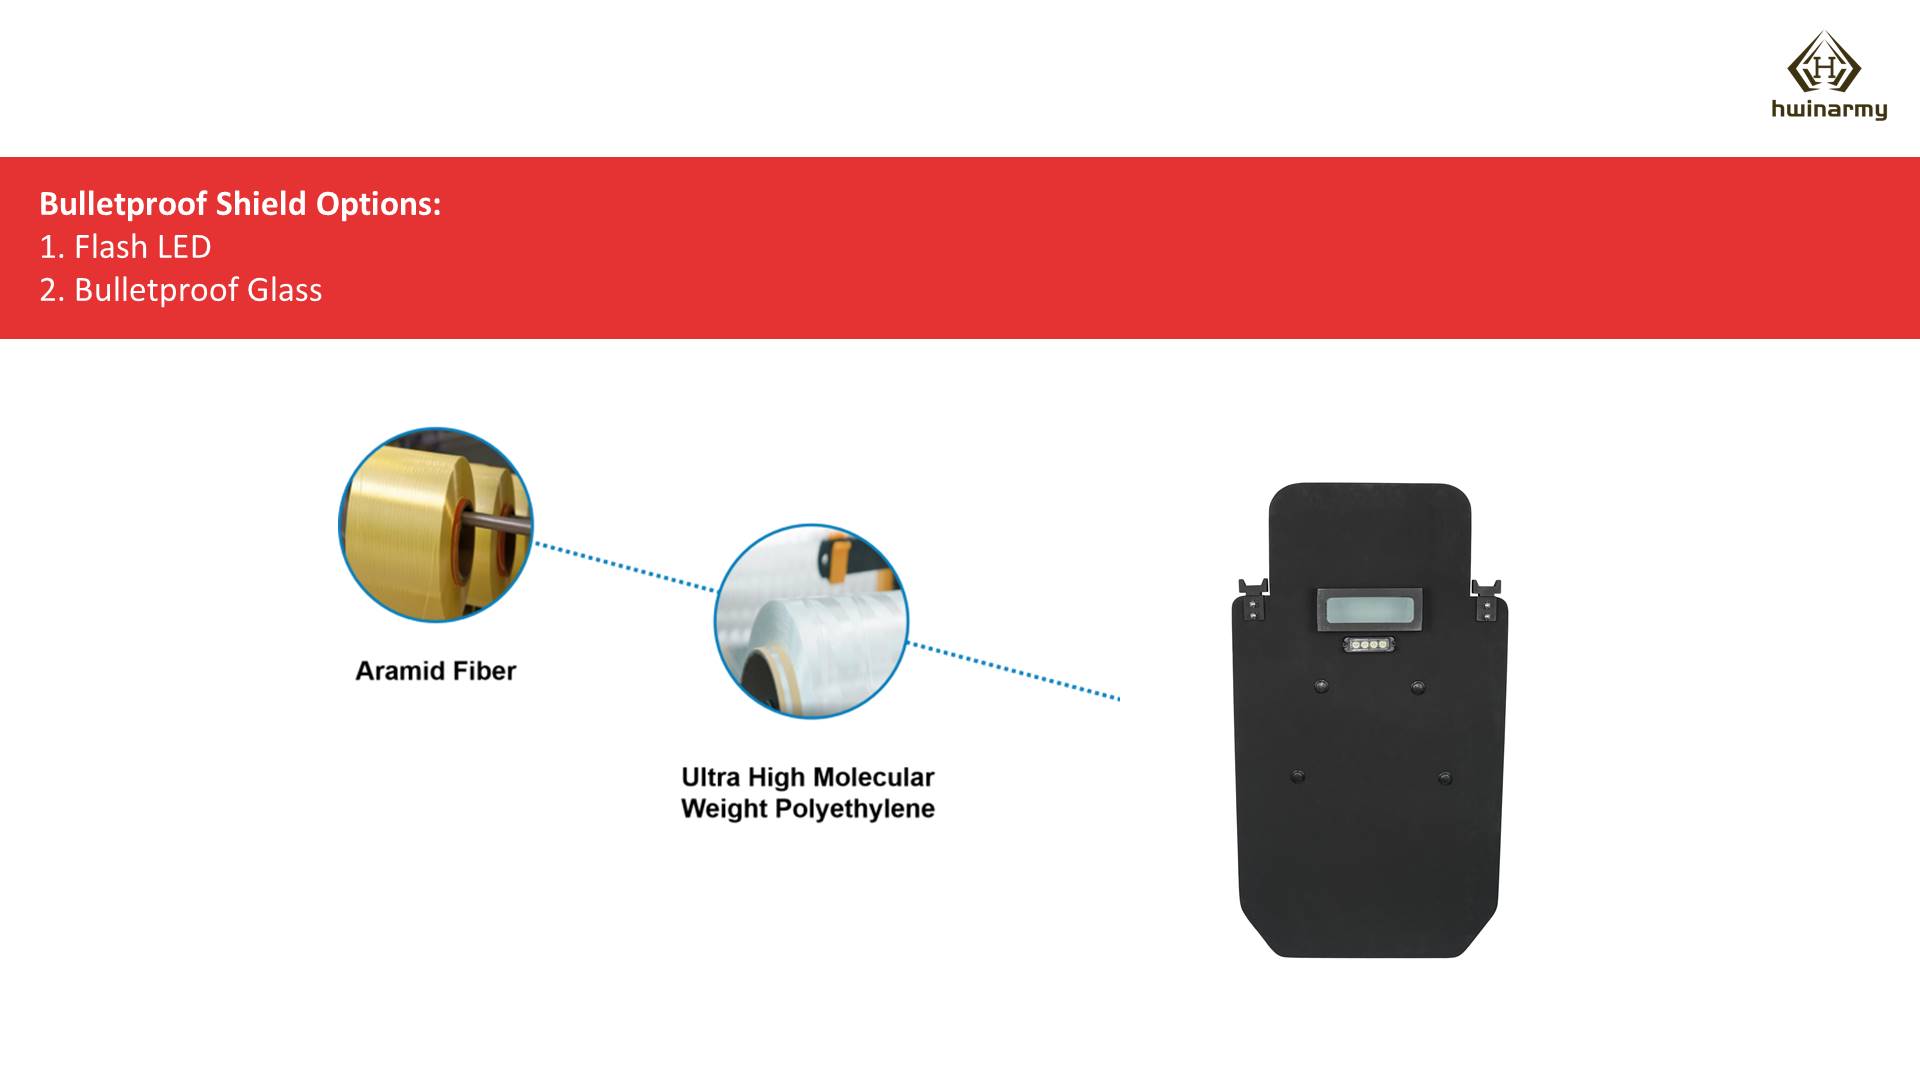 H
hwinarmy
Bulletproof Shield Options:
1. Flash LED
2. Bulletproof Glass
Aramid Fiber
Ultra High Molecular
Weight Polyethylene